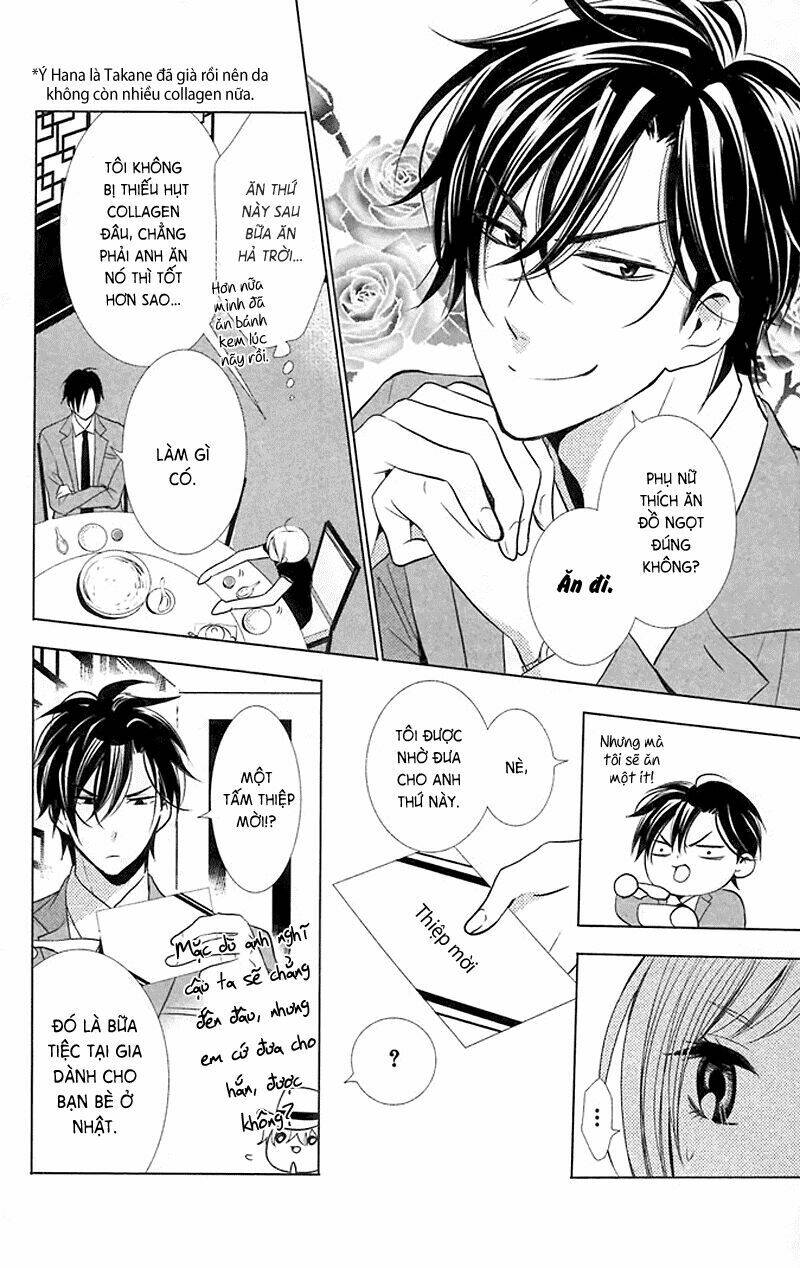 PHỤ NỮ
THÍCH ĂN
ĐỒ NGỌT
ĐÚNG
KHÔNG?
Ăn đi.
*Ý Hana là Takane đã già rồi nên da
không còn nhiều collagen nữa.
ĂN THỨ
NÀY SAU
BỮA ĂN
HẢ TRỜI...
Hơn nữa
mình đã
ăn bánh
kem lúc
nãy rồi.
TÔI KHÔNG
BỊ THIẾU HỤT
COLLAGEN
ĐÂU, CHẲNG
PHẢI ANH ĂN
NÓ THÌ TỐT
HƠN SAO...
LÀM GÌ
CÓ.
Nhưng mà
tôi sẽ ăn
một ít!
...
NÈ,
TÔI ĐƯỢC
NHỜ ĐƯA
CHO ANH
THỨ NÀY.
Thiệp mời
?
MỘT
TẤM THIỆP
MỜI!?
Mặc dù anh nghĩ
cậu ta sẽ chẳng
đến đâu, nhưng
em cứ đưa cho
hắn, được
không?
ĐÓ LÀ BỮA
TIỆC TẠI GIA
DÀNH CHO
BẠN BÈ Ở
NHẬT.